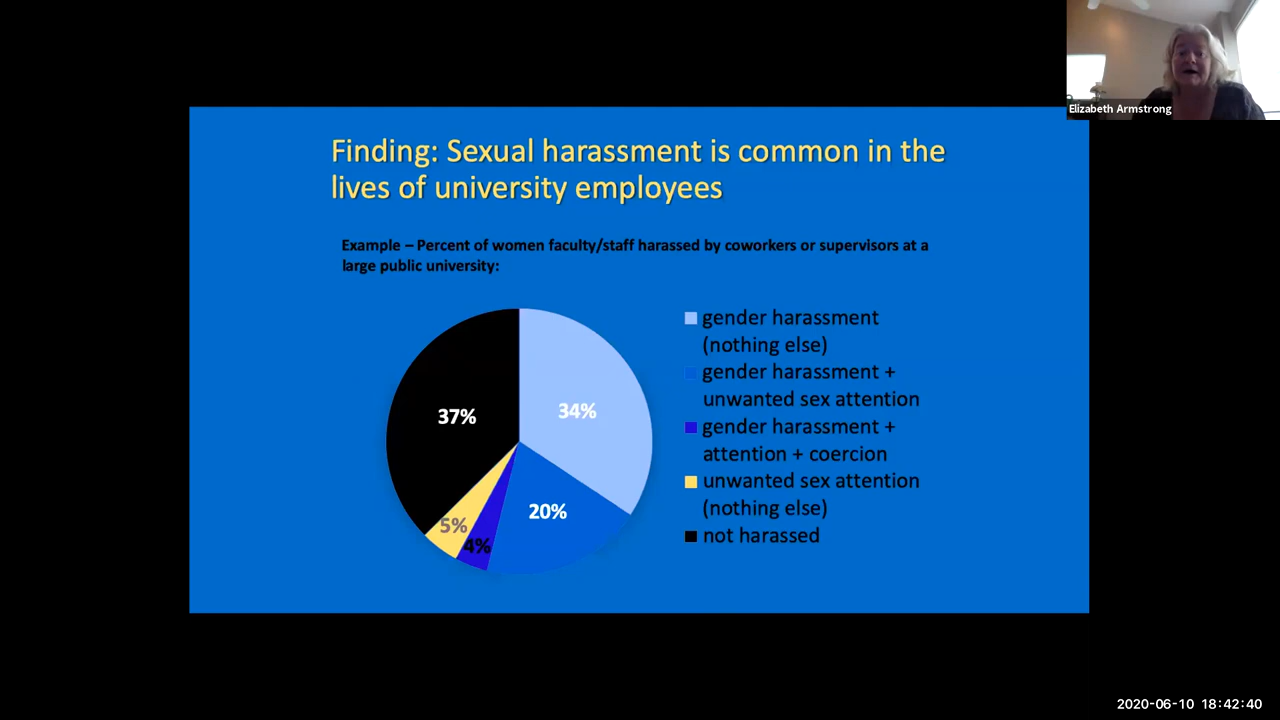 Elizabeth Armstrong
Finding: Sexual harassment is common in the
lives of university employees
Example – Percent of women faculty/staff harassed by coworkers or supervisors at a
large public university:
37%
34%
20%
5%
4%
gender harassment
(nothing else)
gender harassment +
unwanted sex attention
gender harassment +
attention + coercion
unwanted sex attention
(nothing else)
not harassed
2020-06-10 18:42:40